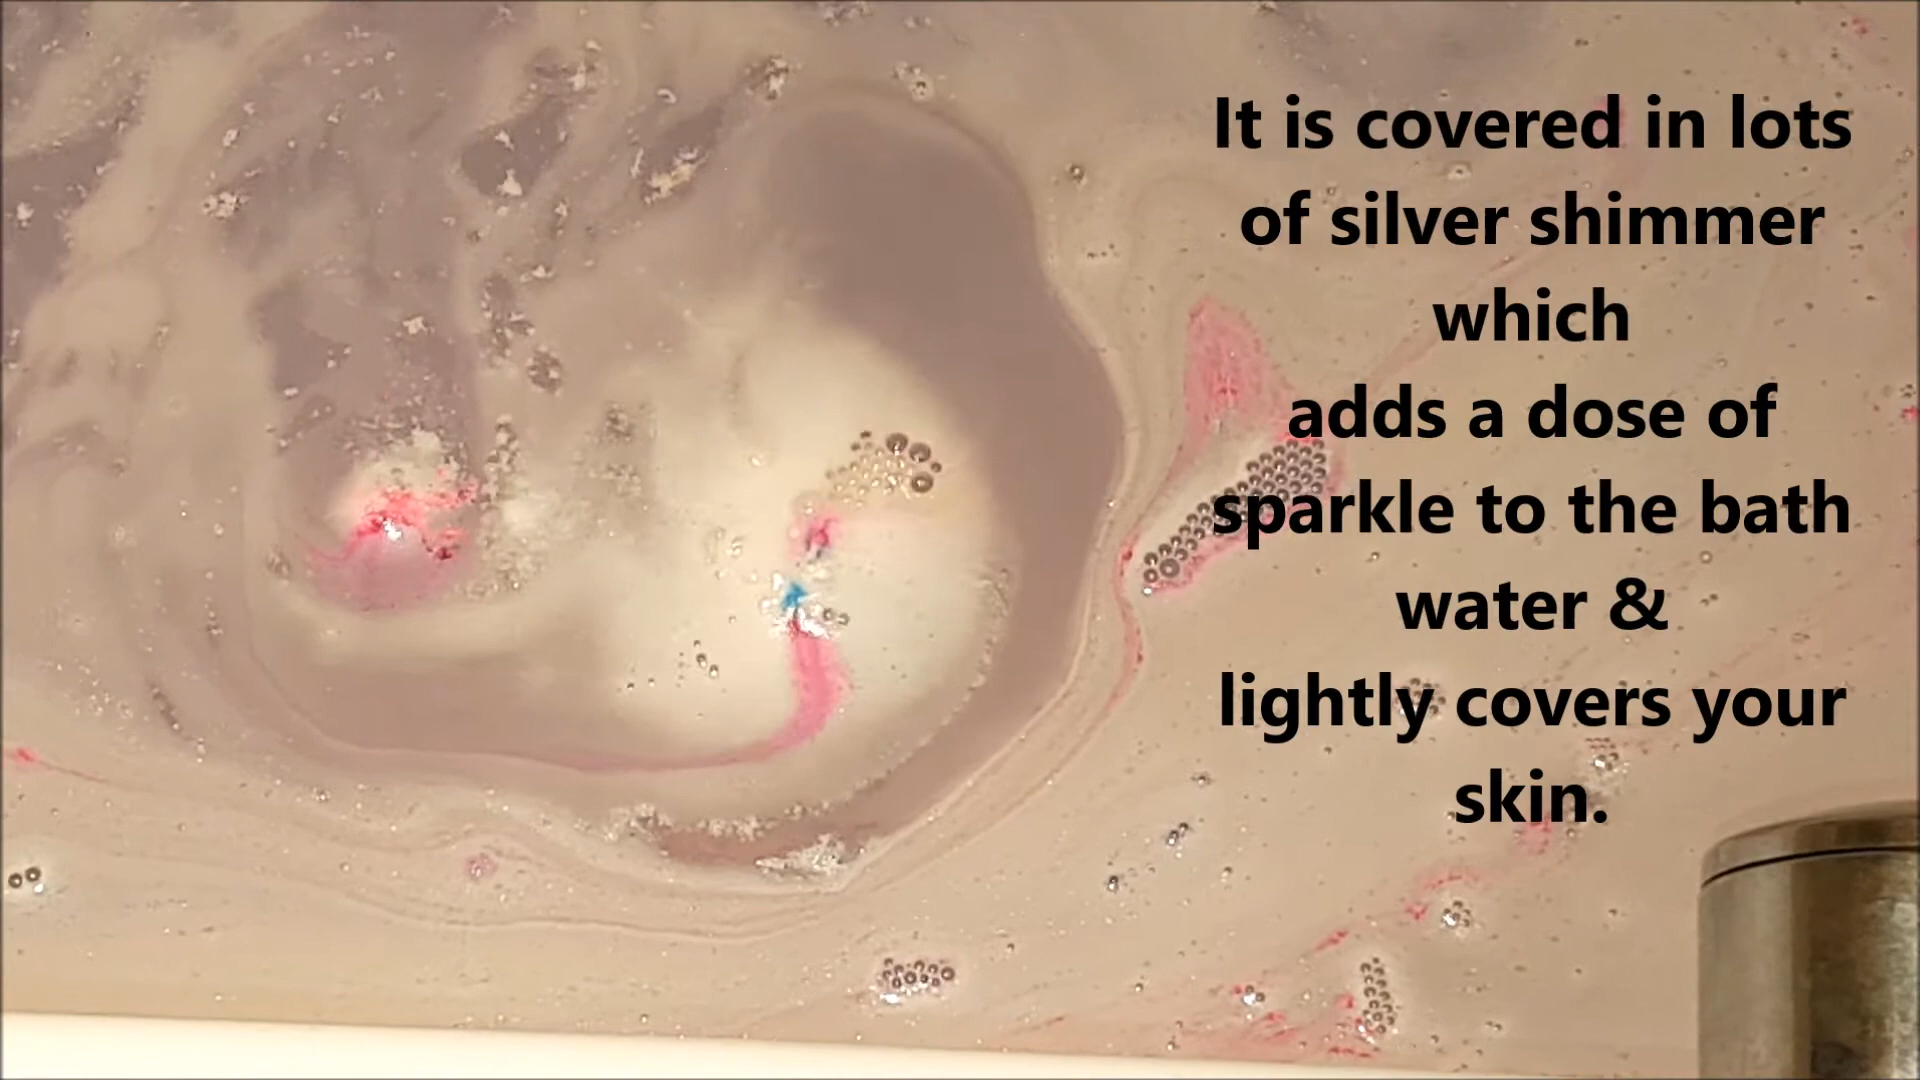 It is covered in lots
of silver shimmer
which
adds a dose of
sparkle to the bath
water &
lightly covers your
skin.